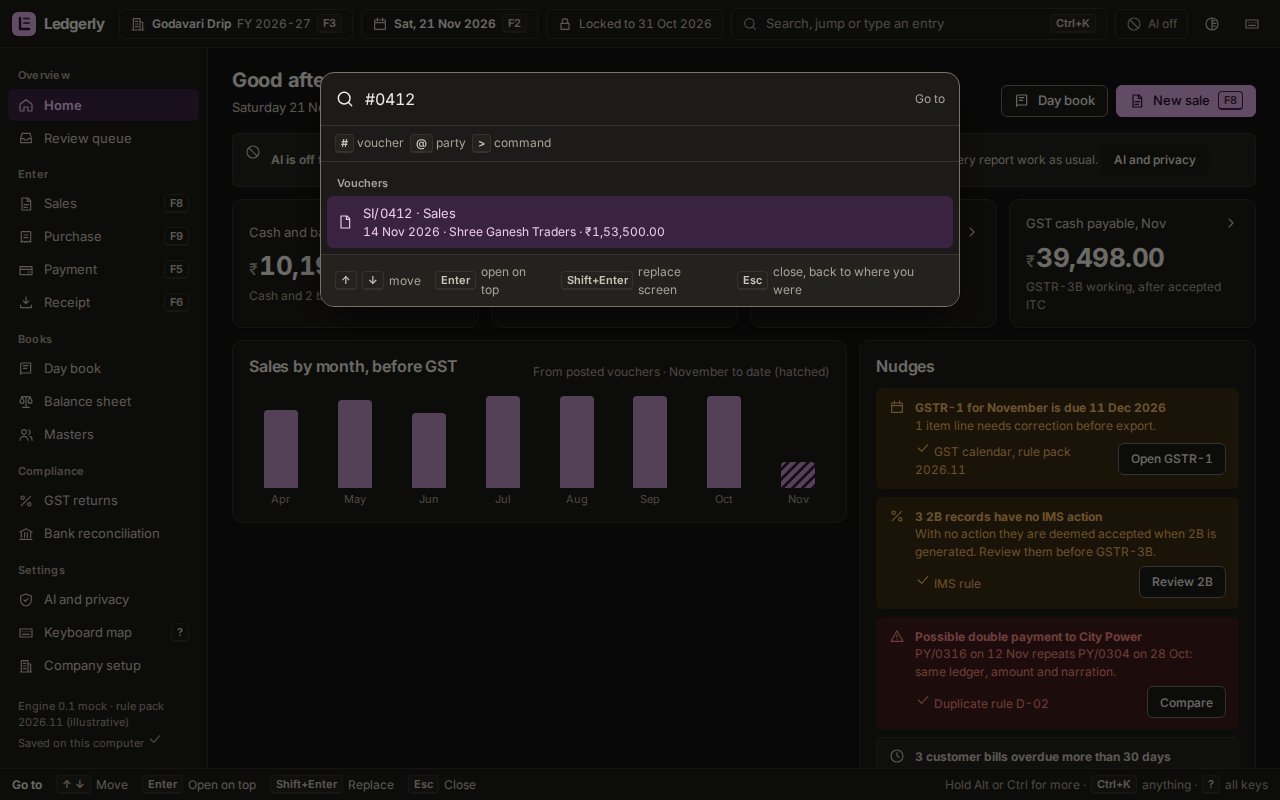 Ledgerly
Godavari Drip FY 2026-27 F3
Sat, 21 Nov 2026 F2
Locked to 31 Oct 2026
Search, jump or type an entry Ctrl+K
AI off
Overview
Home
Review queue
Enter
Sales F8
Purchase F9
Payment F5
Receipt F6
Books
Day book
Balance sheet
Masters
Compliance
GST returns
Bank reconciliation
Settings
AI and privacy
Keyboard map ?
Company setup
Engine 0.1 mock · rule pack
2026.11 (illustrative)
Saved on this computer
Good
Saturday 21
Day book
New sale F8
AI is off
report work as usual.
AI and privacy
#0412 Go to
# voucher @ party > command
Vouchers
SI/0412 · Sales
14 Nov 2026 · Shree Ganesh Traders · ₹1,53,500.00
↑ ↓ move
Enter open on
top
Shift+Enter replace
screen
Esc close, back to where you
were
Cash and
₹10,19
Cash and 2
GST cash payable, Nov
₹39,498.00
GSTR-3B working, after accepted
ITC
Sales by month, before GST
From posted vouchers · November to date (hatched)
Apr May Jun Jul Aug Sep Oct Nov
Nudges
GSTR-1 for November is due 11 Dec 2026
1 item line needs correction before export.
GST calendar, rule pack
2026.11
Open GSTR-1
3 2B records have no IMS action
With no action they are deemed accepted when 2B is
generated. Review them before GSTR-3B.
IMS rule
Review 2B
Possible double payment to City Power
PY/0316 on 12 Nov repeats PY/0304 on 28 Oct:
same ledger, amount and narration.
Duplicate rule D-02
Compare
3 customer bills overdue more than 30 days
Go to ↑ ↓ Move Enter Open on top Shift+Enter Replace Esc Close
Hold Alt or Ctrl for more · Ctrl+K anything · ? all keys